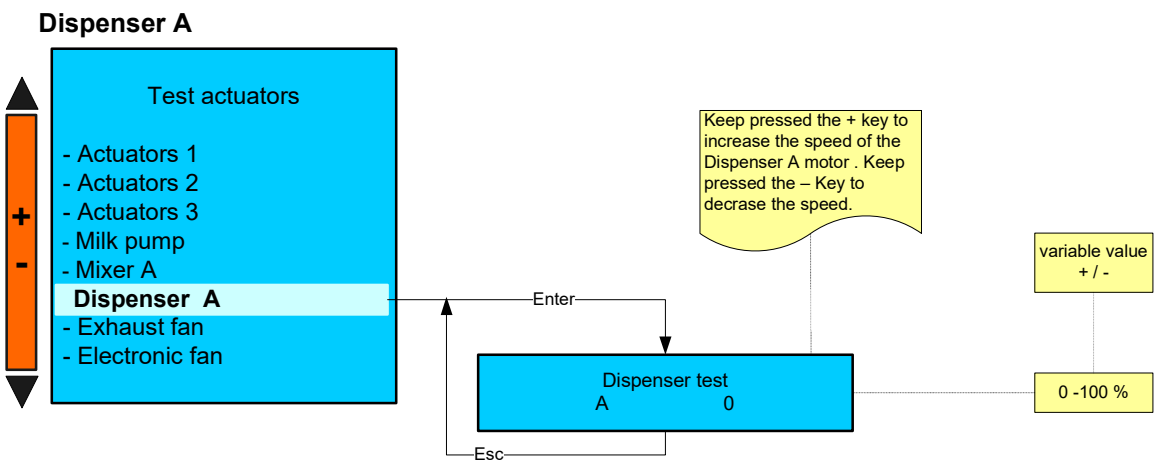 Dispenser A
Test actuators
- Actuators 1
- Actuators 2
- Actuators 3
- Milk pump
- Mixer A
Dispenser A
- Exhaust fan
- Electronic fan
+
-
Keep pressed the + key to
increase the speed of the
Dispenser A motor . Keep
pressed the – Key to
decrase the speed.
variable value
+ / -
Enter
Dispenser test
A 0
0 -100 %
Esc